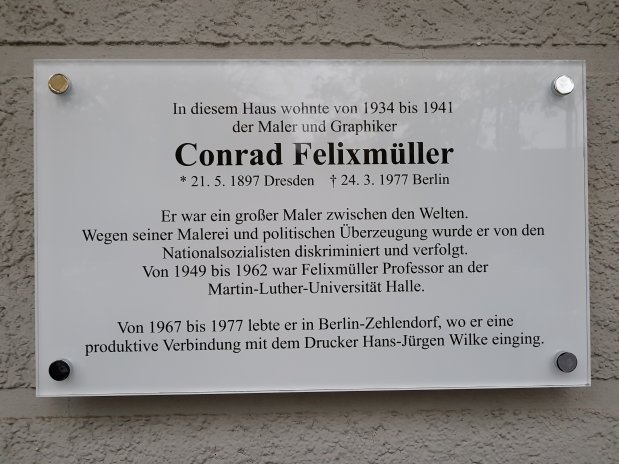 In diesem Haus wohnte von 1934 bis 1941
der Maler und Graphiker
Conrad Felixmüller
* 21. 5. 1897 Dresden † 24. 3. 1977 Berlin
Er war ein großer Maler zwischen den Welten.
Wegen seiner Malerei und politischen Überzeugung wurde er von den
Nationalsozialisten diskriminiert und verfolgt.
Von 1949 bis 1962 war Felixmüller Professor an der
Martin-Luther-Universität Halle.
Von 1967 bis 1977 lebte er in Berlin-Zehlendorf, wo er eine
produktive Verbindung mit dem Drucker Hans-Jürgen Wilke einging.